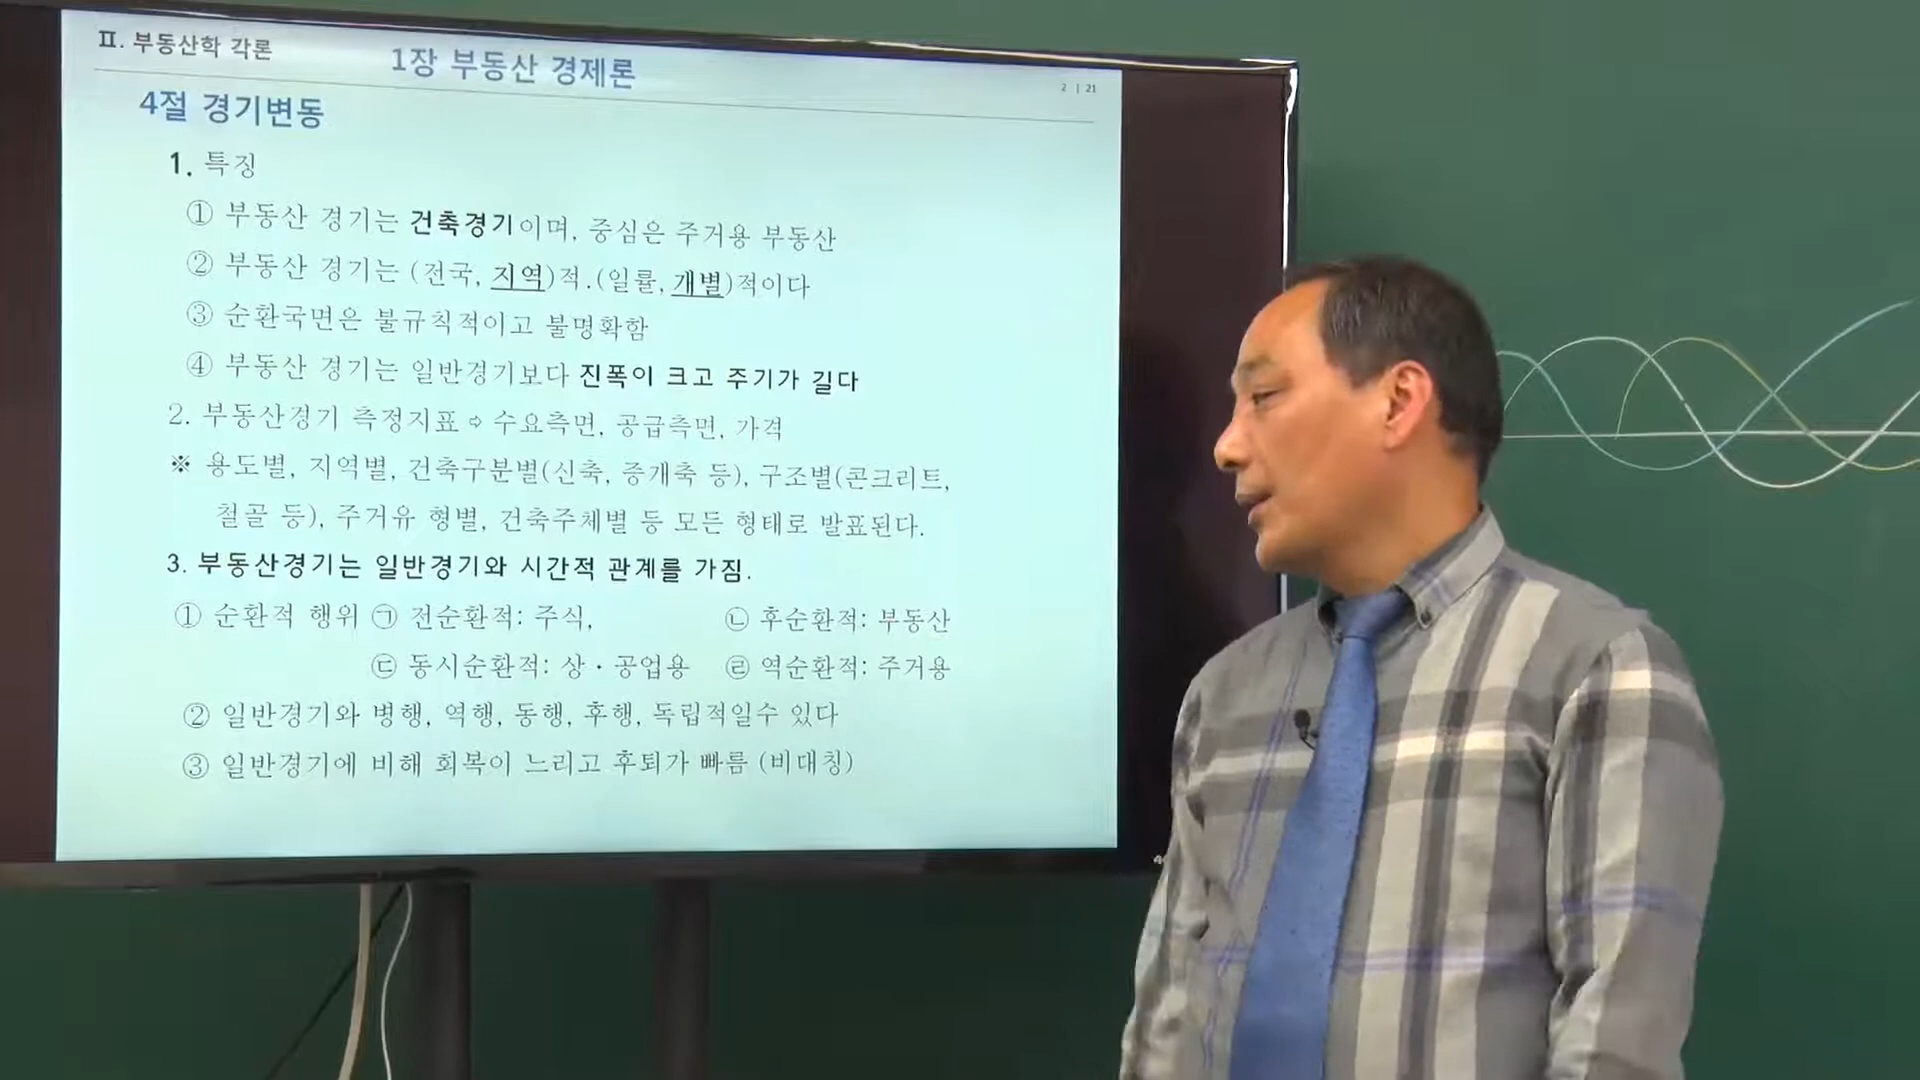 Ⅱ. 부동산학 각론
1장 부동산 경제론
2 | 21
4절 경기변동
1. 특징
① 부동산 경기는 건축경기이며, 중심은 주거용 부동산
② 부동산 경기는 (전국, 지역)적.(일률, 개별)적이다
③ 순환국면은 불규칙적이고 불명확함
④ 부동산 경기는 일반경기보다 진폭이 크고 주기가 길다
2. 부동산경기 측정지표 ⇨ 수요측면, 공급측면, 가격
※ 용도별, 지역별, 건축구분별(신축, 증개축 등), 구조별(콘크리트,
철골 등), 주거유 형별, 건축주체별 등 모든 형태로 발표된다.
3. 부동산경기는 일반경기와 시간적 관계를 가짐.
① 순환적 행위 ㉠ 전순환적: 주식, ㉡ 후순환적: 부동산
㉢ 동시순환적: 상·공업용 ㉣ 역순환적: 주거용
② 일반경기와 병행, 역행, 동행, 후행, 독립적일수 있다
③ 일반경기에 비해 회복이 느리고 후퇴가 빠름 (비대칭)